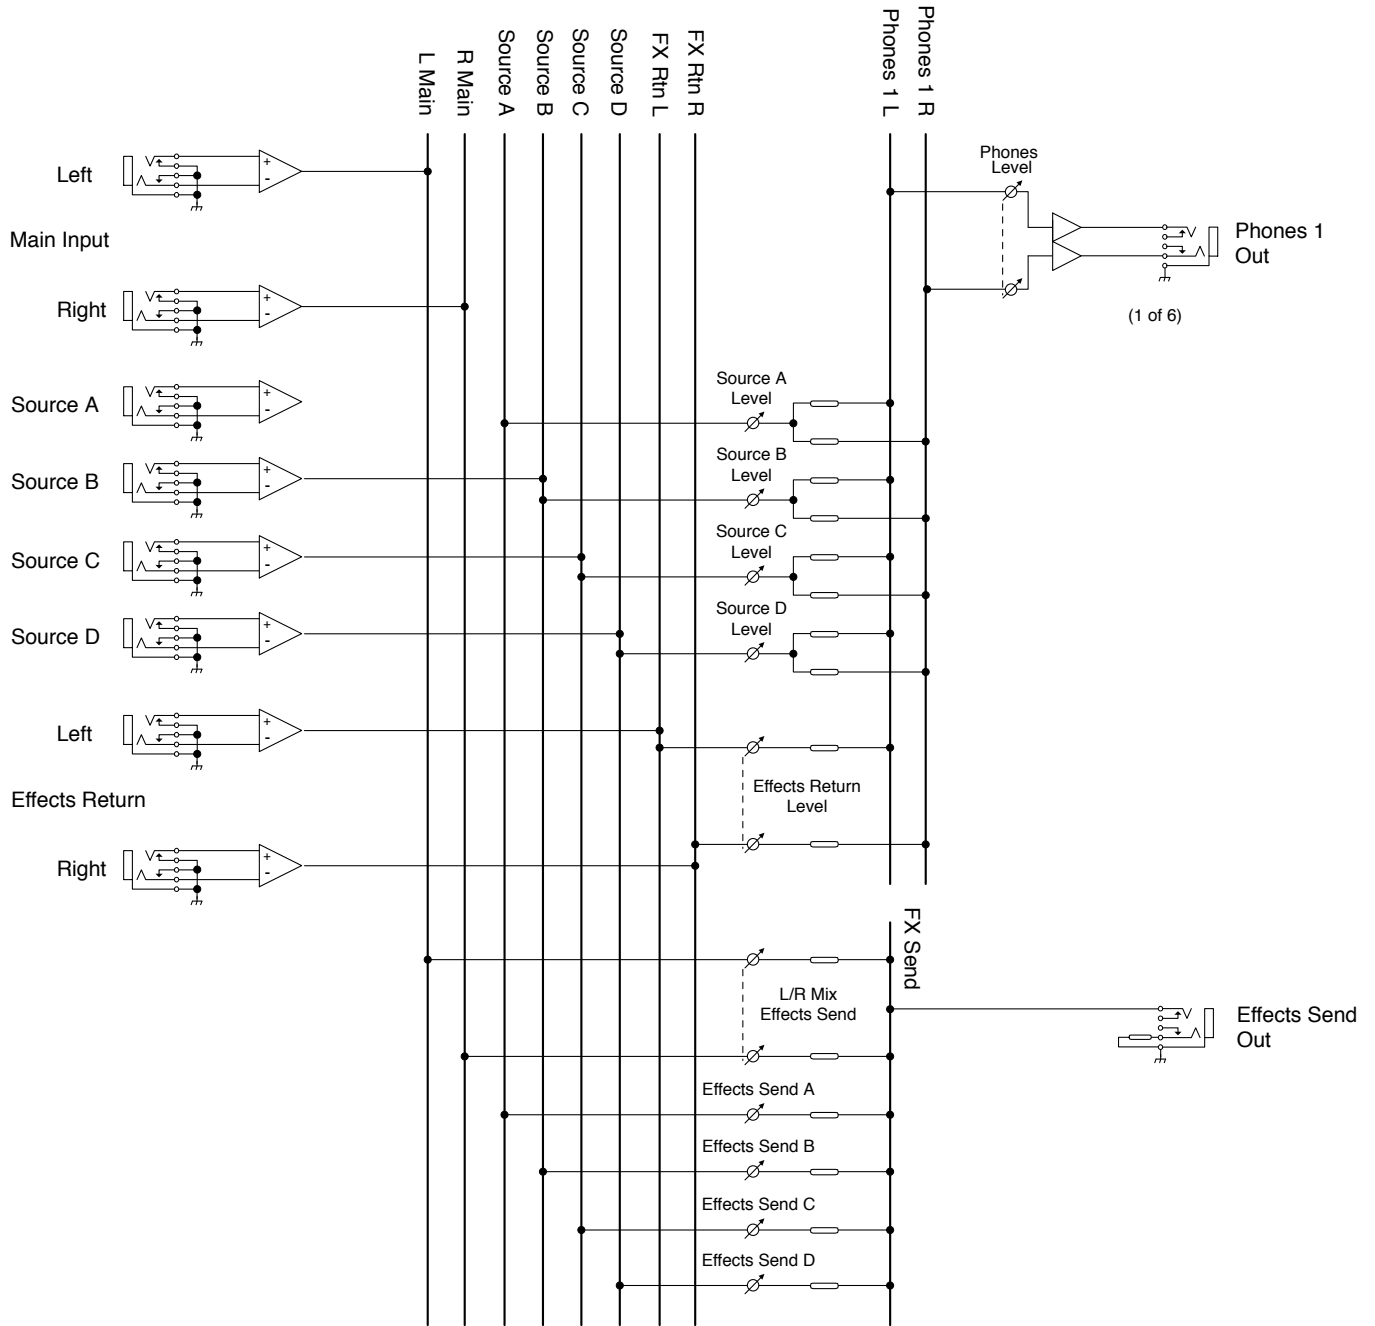 L Main
R Main
Source A
Source B
Source C
Source D
FX Rtn L
FX Rtn R
Phones 1 L
Phones 1 R
Left
+
-
Main Input
Right
+
-
Phones
Level
Phones 1
Out
(1 of 6)
Source A
+
-
Source A
Level
Source B
+
-
Source B
Level
Source C
+
-
Source C
Level
Source D
+
-
Source D
Level
Left
+
-
Effects Return
Effects Return
Level
Right
+
-
FX Send
L/R Mix
Effects Send
Effects Send
Out
Effects Send A
Effects Send B
Effects Send C
Effects Send D